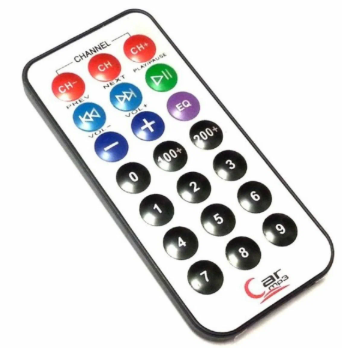 CHANNEL
CH- CH CH+
PREV NEXT PLAY/PAUSE
VOL- VOL+ EQ
0 100+ 200+
1 2 3
4 5 6
7 8 9
Car
mp3